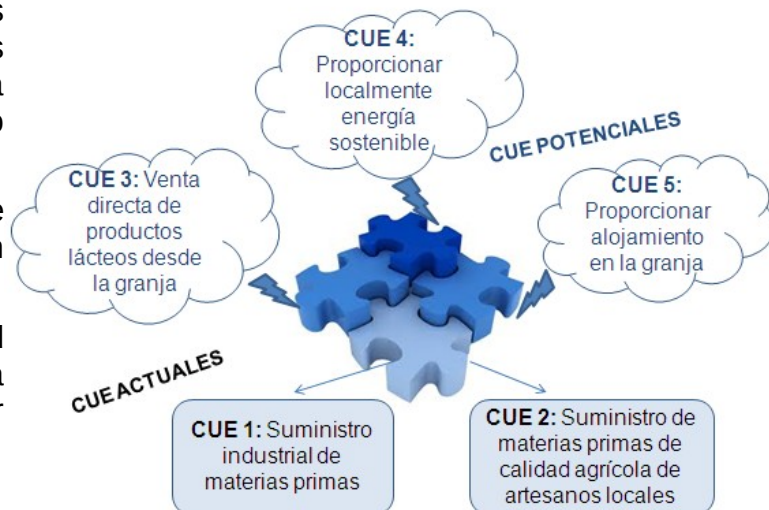 CUE 4:
Proporcionar
localmente
energía
sostenible
CUE POTENCIALES
CUE 3: Venta
directa de
productos
lácteos desde
la granja
CUE 5:
Proporcionar
alojamiento
en la granja
CUE ACTUALES
CUE 1: Suministro
industrial de
materias primas
CUE 2: Suministro de
materias primas de
calidad agrícola de
artesanos locales